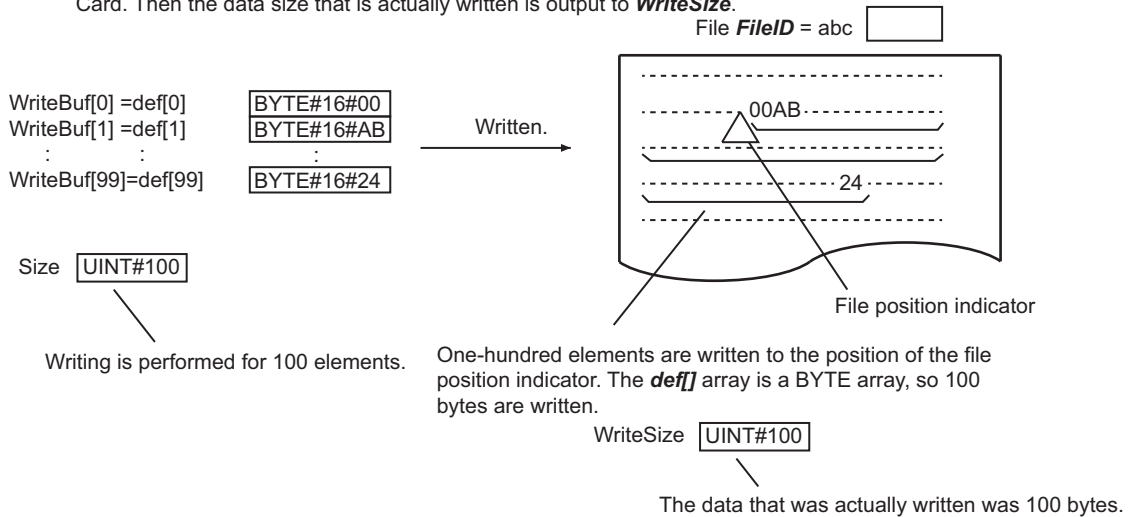 Card. Then the data size that is actually written is output to WriteSize.
File FileID = abc
WriteBuf[0] =def[0] BYTE#16#00
WriteBuf[1] =def[1] BYTE#16#AB
: : :
WriteBuf[99]=def[99] BYTE#16#24
Written.
00AB
24
Size UINT#100
File position indicator
Writing is performed for 100 elements.
One-hundred elements are written to the position of the file
position indicator. The def[] array is a BYTE array, so 100
bytes are written.
WriteSize UINT#100
The data that was actually written was 100 bytes.